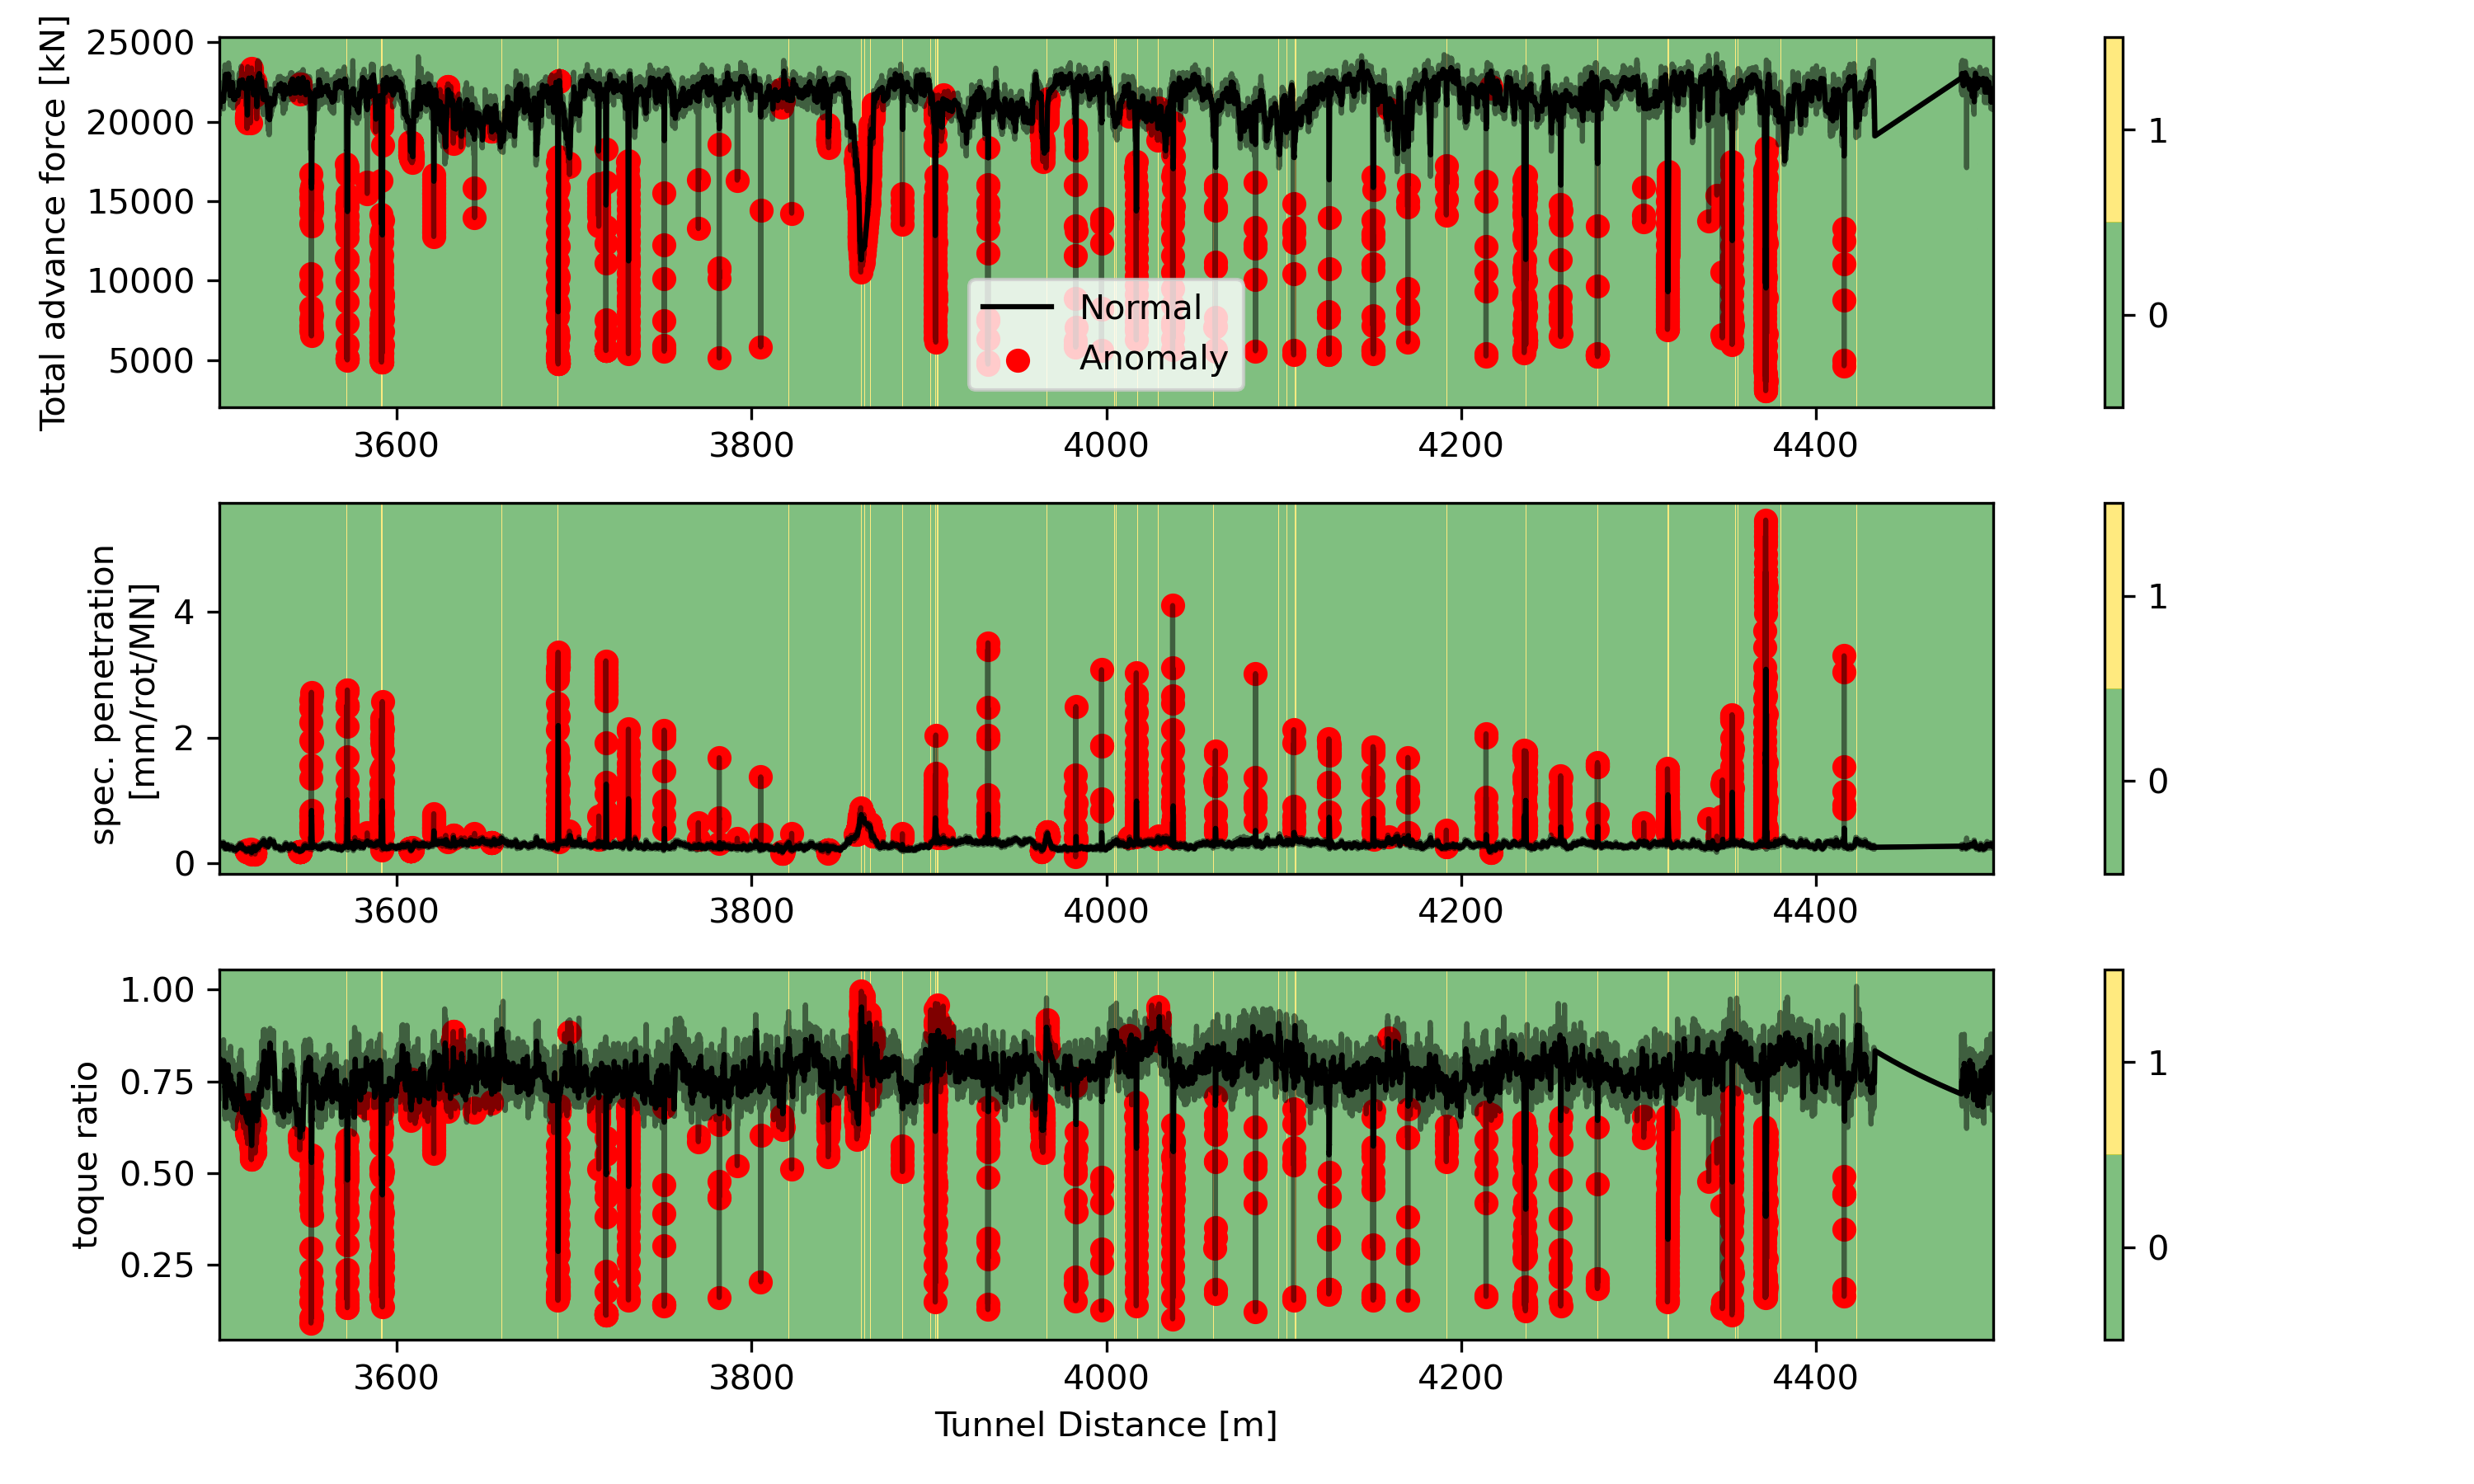 Total advance force [kN]
25000
20000
15000
10000
5000
Normal
Anomaly
3600 3800 4000 4200 4400
1
0
spec. penetration
[mm/rot/MN]
4
2
0
3600 3800 4000 4200 4400
1
0
toque ratio
1.00
0.75
0.50
0.25
3600 3800 4000 4200 4400
1
0
Tunnel Distance [m]